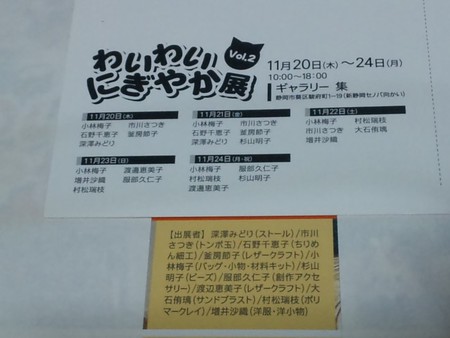 わいわい
にぎやか展
Vol.2
11月20日(木)～24日(月)
10:00～18:00
ギャラリー 集
静岡市葵区駿府町1-19(新静岡セノバ向かい)
11月20日(木)
小林梅子 市川さつき
石野千恵子 釜房節子
深澤みどり
11月21日(金)
小林梅子 市川さつき
石野千恵子 釜房節子
深澤みどり 杉山明子
11月22日(土)
小林梅子 村松瑞枝
市川さつき 大石侑璃
増井沙織
11月23日(日)
小林梅子 渡邉恵美子
増井沙織 服部久仁子
村松瑞枝
11月24日(月・祝)
小林梅子 服部久仁子
村松瑞枝 杉山明子
渡邉恵美子
【出展者】深澤みどり(ストール)/市川
さつき(トンボ玉)/石野千恵子(ちりめ
ん細工)/釜房節子(レザークラフト)/小
林梅子(バッグ・小物・材料キット)/杉山
明子(ビーズ)/服部久仁子(創作アクセ
サリー)/渡辺恵美子(レザークラフト)/大
石侑璃(サンドブラスト)/村松瑞枝(ポリ
マークレイ)/増井沙織(洋服・洋小物)